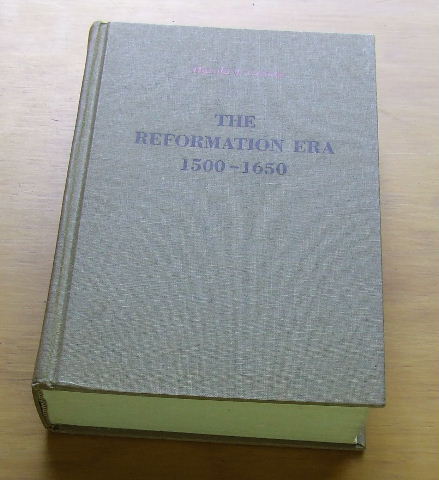 THE
REFORMATION ERA
1500-1650